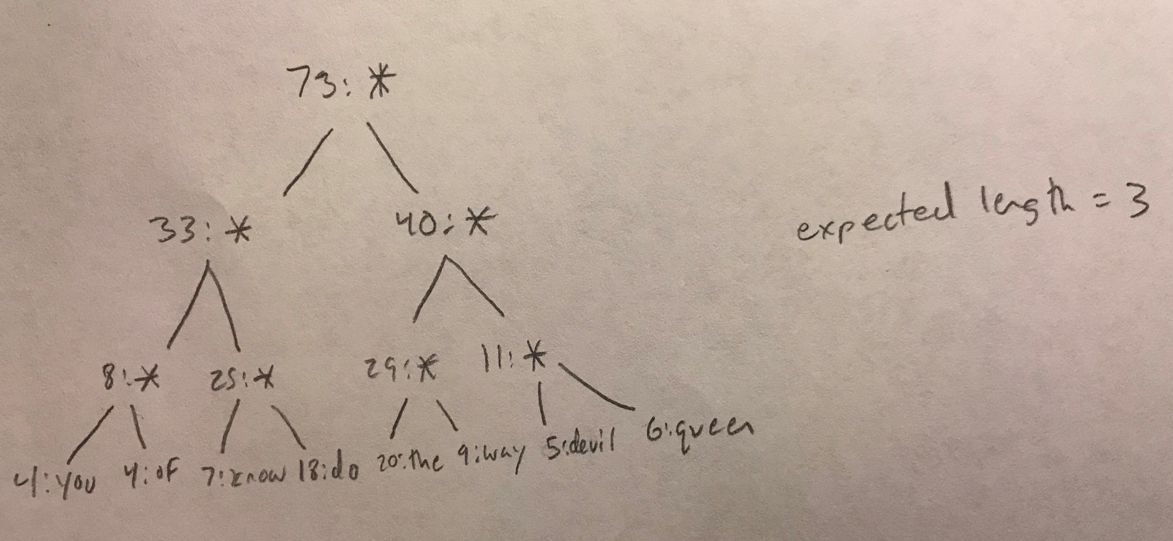 73: *
33: * 40: *
expected length = 3
8: * 25: * 29: * 11: *
4: you 4: of 7: know 18: do 20: the 9: way 5: devil 6: queen